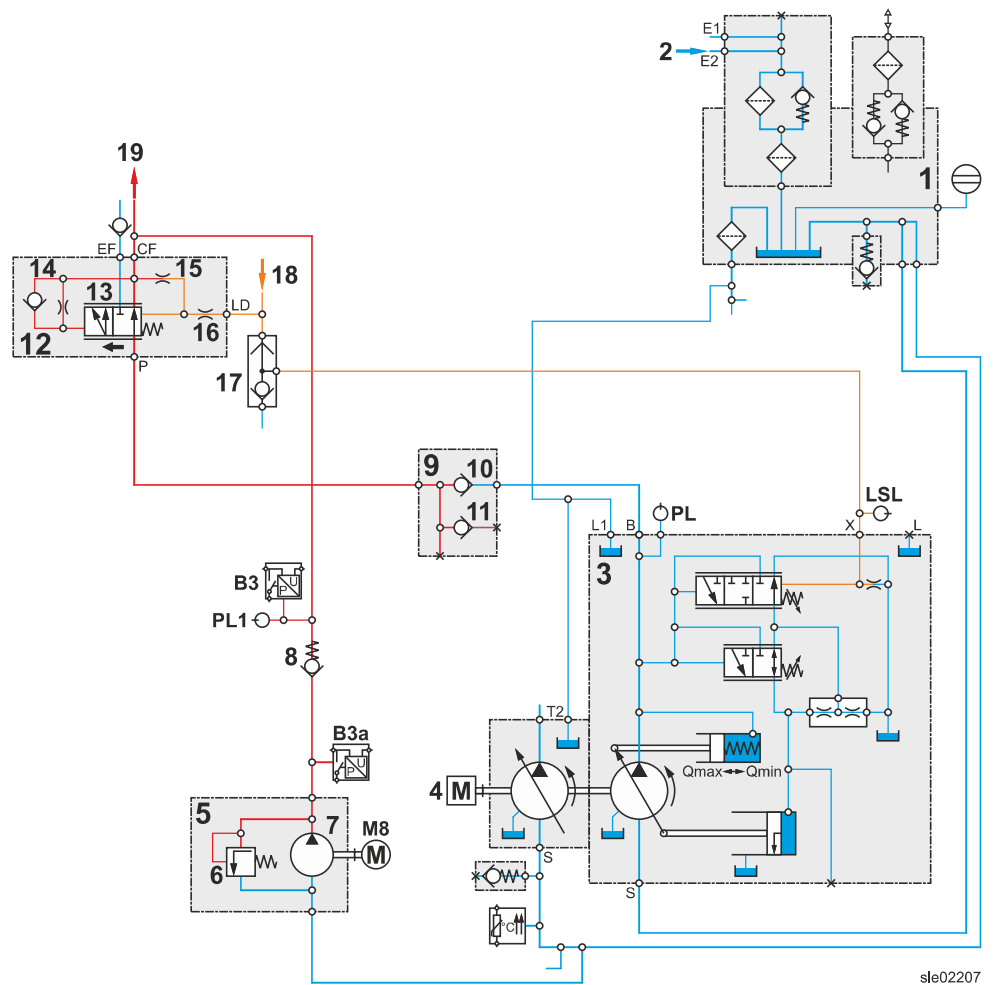 E1
2
E2
1
19
EF
CF
14
15
18
13
LD
16
12
P
17
9
10
11
PL
LSL
L1
B
X
L
3
B3
P
U
PL1
8
B3a
P
U
T2
Qmax
Qmin
4
M
5
7
M8
6
M
S
S
°C
sle02207